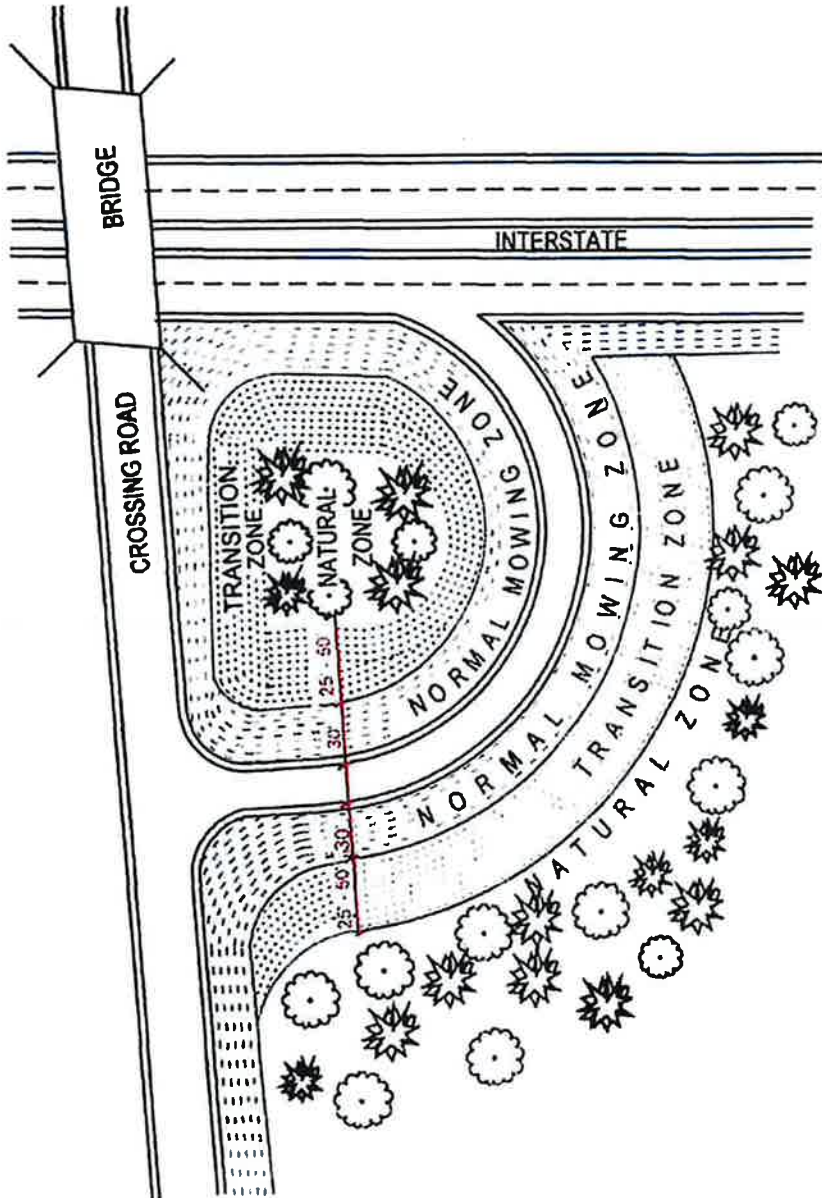 BRIDGE
INTERSTATE
CROSSING ROAD
TRANSITION
ZONE
NATURAL
ZONE
NORMAL MOWING ZONE
NORMAL MOWING ZONE
TRANSITION ZONE
NATURAL ZONE
25' 50'
30'
30'
25' 50'